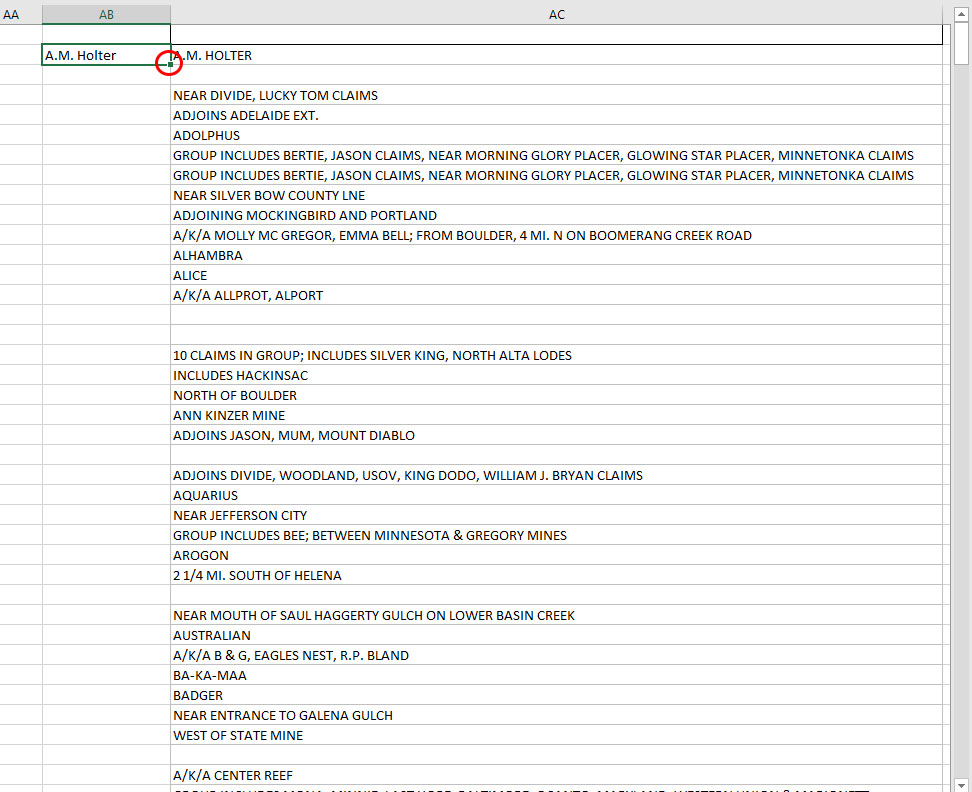 AA AB AC
A.M. Holter A.M. HOLTER
NEAR DIVIDE, LUCKY TOM CLAIMS
ADJOINS ADELAIDE EXT.
ADOLPHUS
GROUP INCLUDES BERTIE, JASON CLAIMS, NEAR MORNING GLORY PLACER, GLOWING STAR PLACER, MINNETONKA CLAIMS
GROUP INCLUDES BERTIE, JASON CLAIMS, NEAR MORNING GLORY PLACER, GLOWING STAR PLACER, MINNETONKA CLAIMS
NEAR SILVER BOW COUNTY LNE
ADJOINING MOCKINGBIRD AND PORTLAND
A/K/A MOLLY MC GREGOR, EMMA BELL; FROM BOULDER, 4 MI. N ON BOOMERANG CREEK ROAD
ALHAMBRA
ALICE
A/K/A ALLPROT, ALPORT
10 CLAIMS IN GROUP; INCLUDES SILVER KING, NORTH ALTA LODES
INCLUDES HACKINSAC
NORTH OF BOULDER
ANN KINZER MINE
ADJOINS JASON, MUM, MOUNT DIABLO
ADJOINS DIVIDE, WOODLAND, USOV, KING DODO, WILLIAM J. BRYAN CLAIMS
AQUARIUS
NEAR JEFFERSON CITY
GROUP INCLUDES BEE; BETWEEN MINNESOTA & GREGORY MINES
AROGON
2 1/4 MI. SOUTH OF HELENA
NEAR MOUTH OF SAUL HAGGERTY GULCH ON LOWER BASIN CREEK
AUSTRALIAN
A/K/A B & G, EAGLES NEST, R.P. BLAND
BA-KA-MAA
BADGER
NEAR ENTRANCE TO GALENA GULCH
WEST OF STATE MINE
A/K/A CENTER REEF